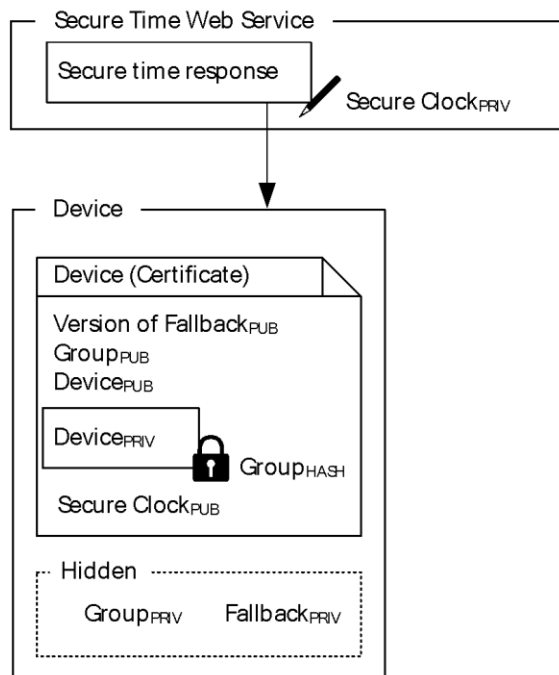 Secure Time Web Service
Secure time response
Secure ClockPRIV
Device
Device (Certificate)
Version of FallbackPUB
GroupPUB
DevicePUB
DevicePRIV
GroupHASH
Secure ClockPUB
Hidden
GroupPRIV FallbackPRIV